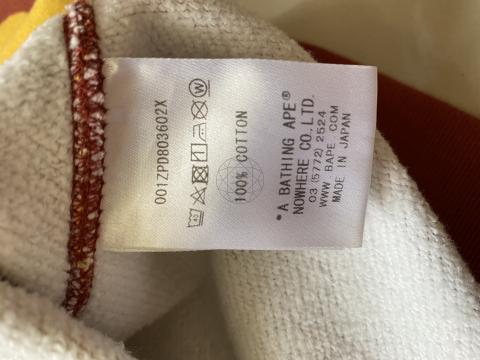 001ZPD803602X
100% COTTON
*A BATHING APE®
NOWHERE CO.LTD.
03 (5772) 2524
WWW BAPE.COM
MADE IN JAPAN